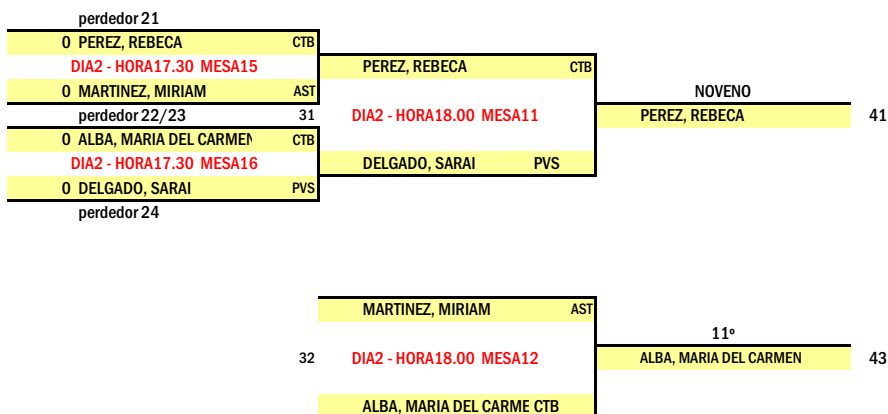 perdedor 21
0 PEREZ, REBECA CTB
DIA2 - HORA17.30 MESA15
0 MARTINEZ, MIRIAM AST
perdedor 22/23
0 ALBA, MARIA DEL CARMEN CTB
DIA2 - HORA17.30 MESA16
0 DELGADO, SARAI PVS
perdedor 24
PEREZ, REBECA CTB
31 DIA2 - HORA18.00 MESA11
DELGADO, SARAI PVS
NOVENO
PEREZ, REBECA 41
MARTINEZ, MIRIAM AST
32 DIA2 - HORA18.00 MESA12
ALBA, MARIA DEL CARME CTB
11º
ALBA, MARIA DEL CARMEN 43